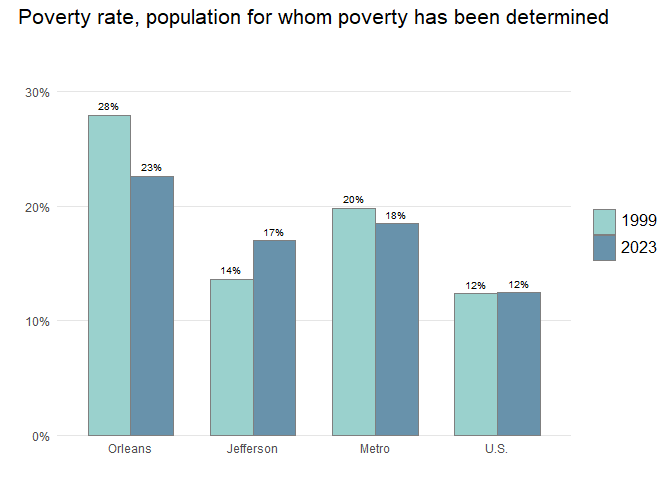 Poverty rate, population for whom poverty has been determined
30%
20%
10%
0%
28%
23%
14%
17%
20%
18%
12%
12%
Orleans
Jefferson
Metro
U.S.
1999
2023